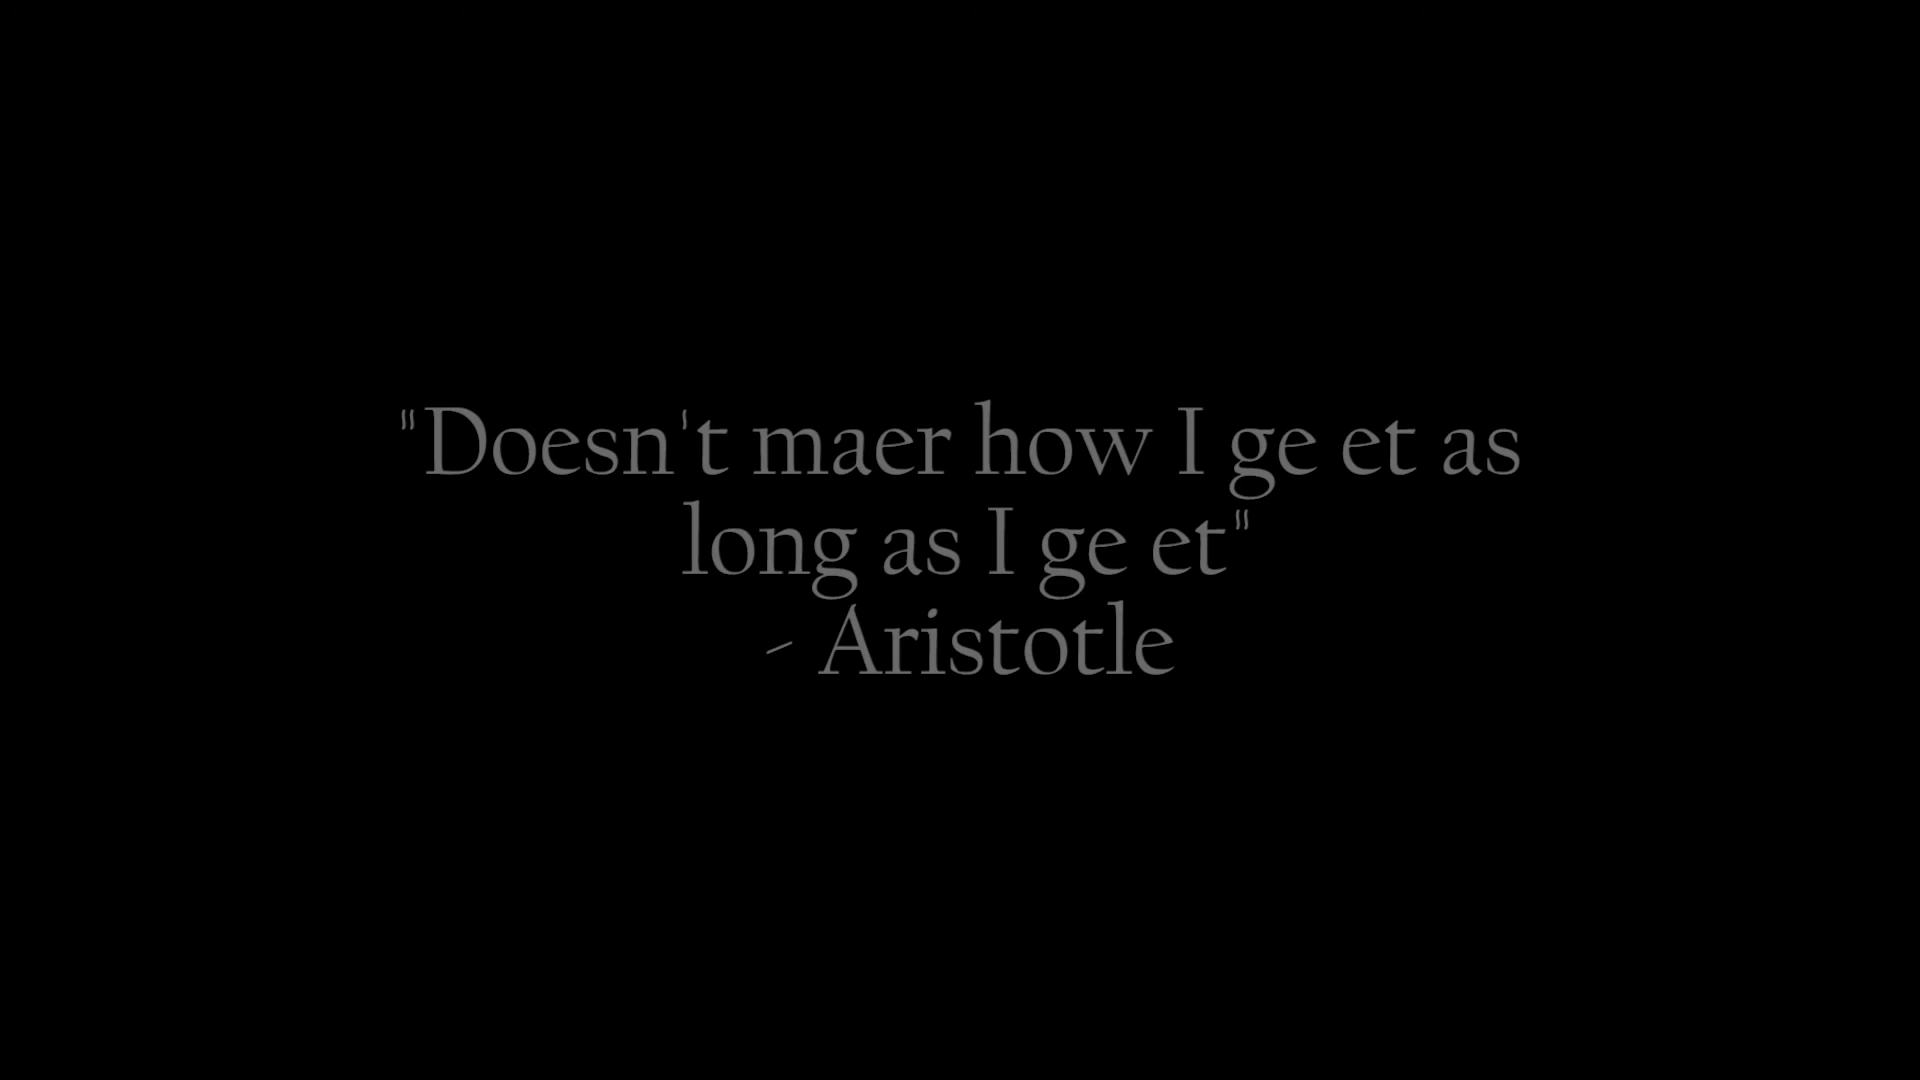 "Doesn't maer how I ge et as
long as I ge et"
- Aristotle